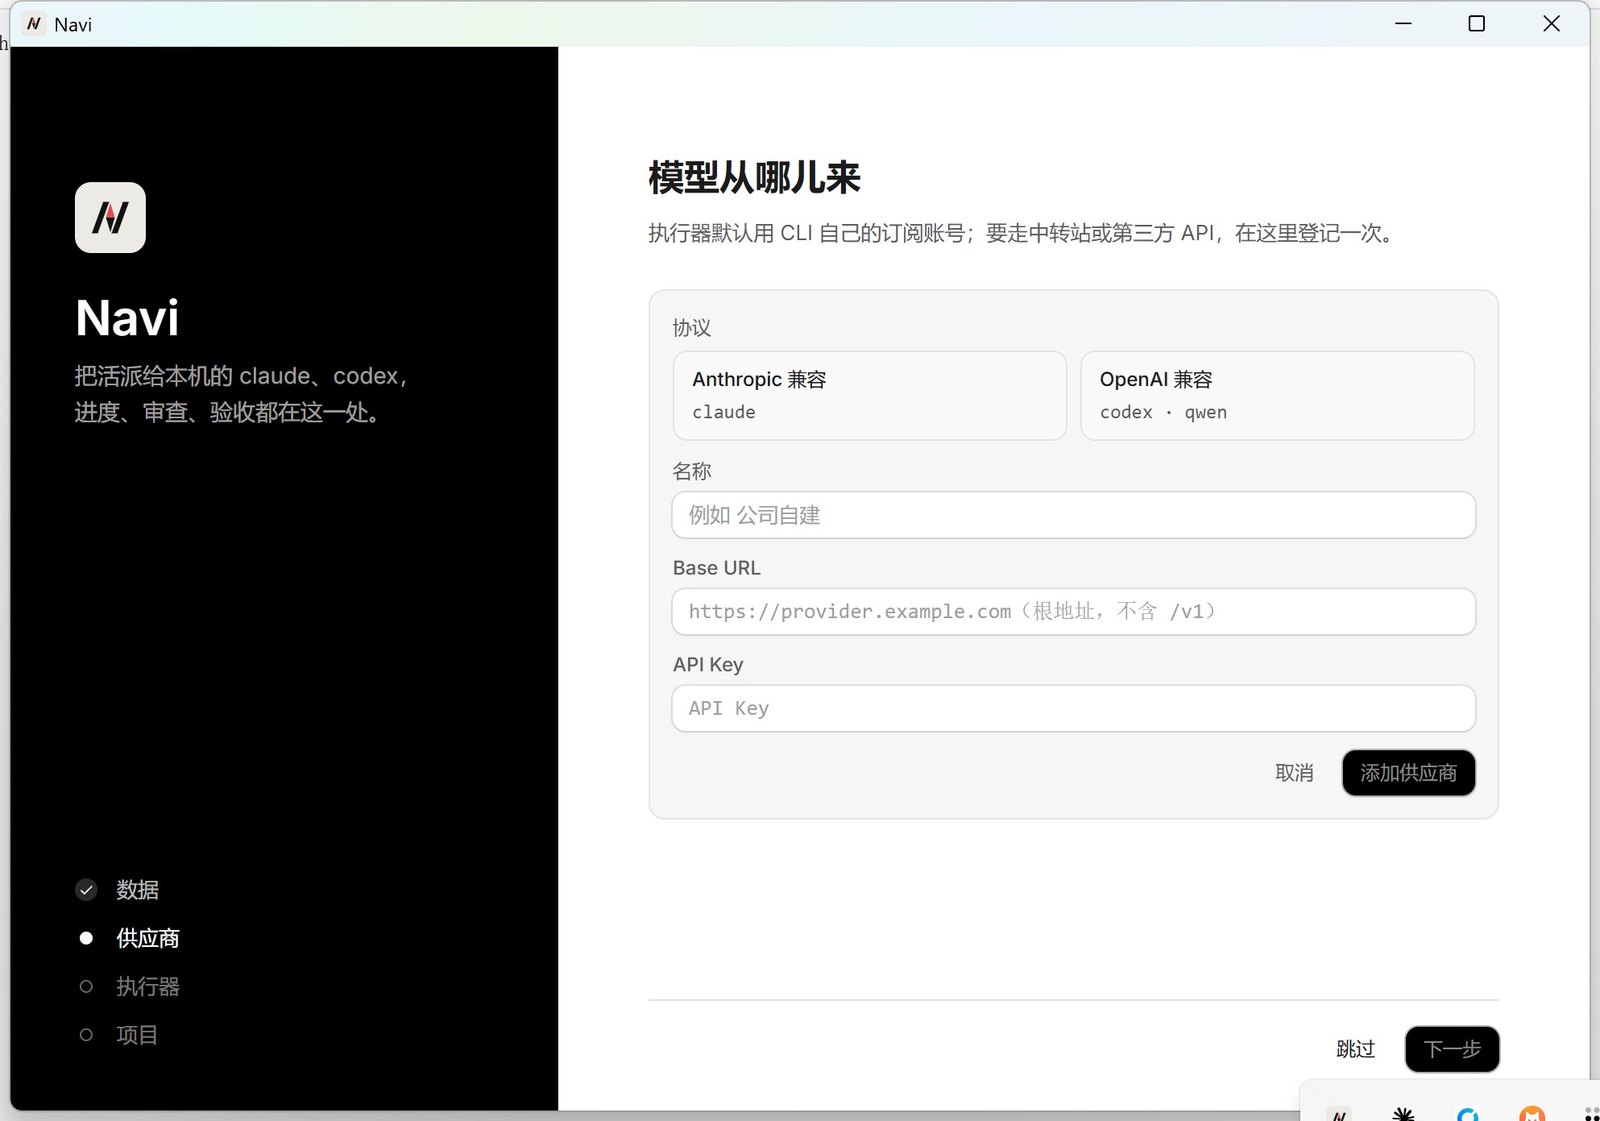 Navi
h
Navi
把活派给本机的 claude、codex，
进度、审查、验收都在这一处。
数据
供应商
执行器
项目
模型从哪儿来
执行器默认用 CLI 自己的订阅账号；要走中转站或第三方 API，在这里登记一次。
协议
Anthropic 兼容
claude
OpenAI 兼容
codex · qwen
名称
例如 公司自建
Base URL
https://provider.example.com（根地址，不含 /v1）
API Key
API Key
取消
添加供应商
跳过
下一步